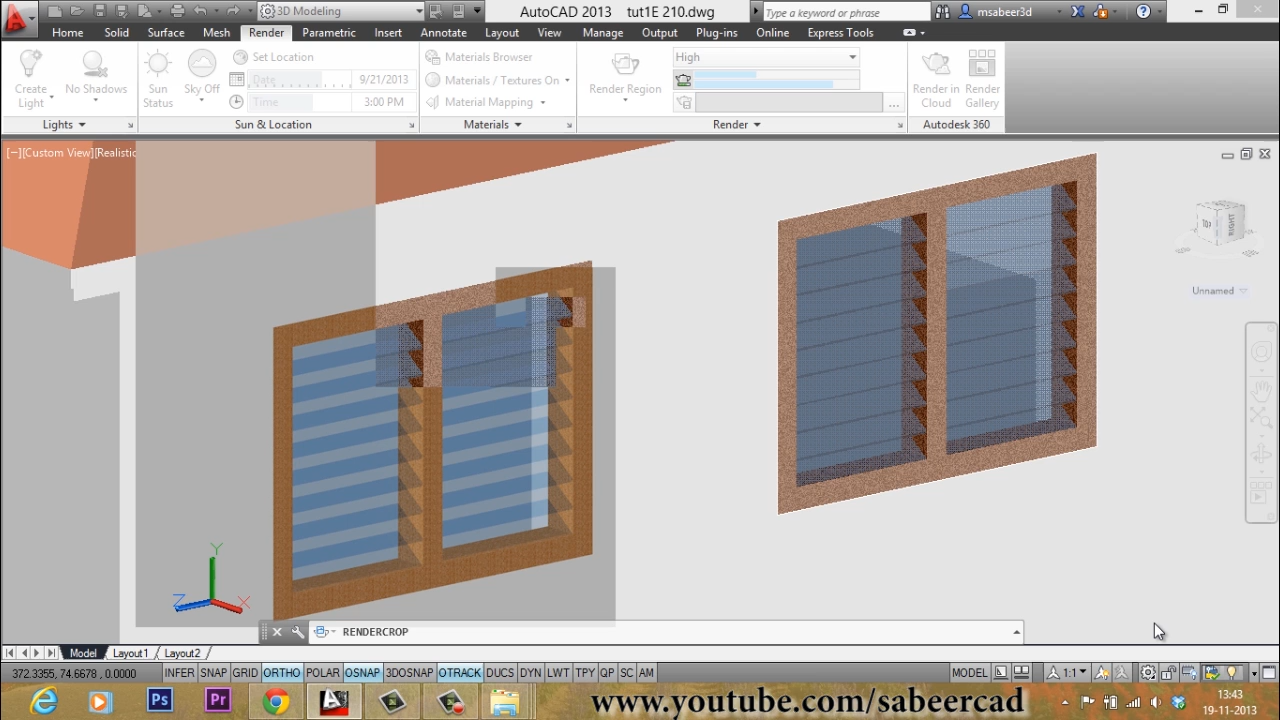 3D Modeling
AutoCAD 2013 tut1E 210.dwg
Type a keyword or phrase
msabeer3d
Home Solid Surface Mesh Render Parametric Insert Annotate Layout View Manage Output Plug-ins Online Express Tools
Create Light
No Shadows
Sun Status
Sky Off
Set Location
Date 9/21/2013
Time 3:00 PM
Materials Browser
Materials / Textures On
Material Mapping
Render Region
High
...
Render in Cloud
Render Gallery
Lights
Sun & Location
Materials
Render
Autodesk 360
[−][Custom View][Realistic
Unnamed
Y
Z
X
RENDERCROP
Model Layout1 Layout2
372.3355, 74.6678 , 0.0000
INFER SNAP GRID ORTHO POLAR OSNAP 3DOSNAP OTRACK DUCS DYN LWT TPY QP SC AM
MODEL
1:1
Ps
Pr
www.youtube.com/sabeercad
13:43
19-11-2013